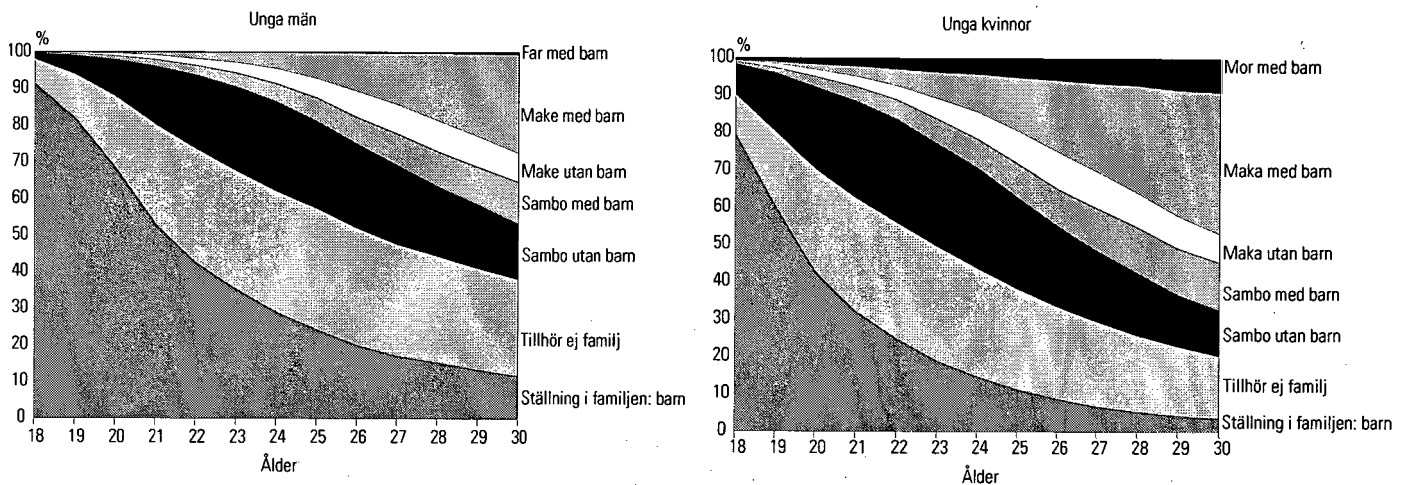 Unga män
%
100
90
80
70
60
50
40
30
20
10
0
18 19 20 21 22 23 24 25 26 27 28 29 30
Ålder
Far med barn
Make med barn
Make utan barn
Sambo med barn
Sambo utan barn
Tillhör ej familj
Ställning i familjen: barn
Unga kvinnor
%
100
90
80
70
60
50
40
30
20
10
0
18 19 20 21 22 23 24 25 26 27 28 29 30
Ålder
Mor med barn
Maka med barn
Maka utan barn
Sambo med barn
Sambo utan barn
Tillhör ej familj
Ställning i familjen: barn